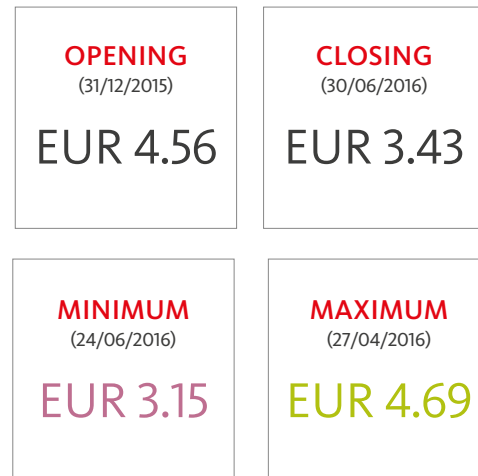 OPENING
(31/12/2015)
EUR 4.56
CLOSING
(30/06/2016)
EUR 3.43
MINIMUM
(24/06/2016)
EUR 3.15
MAXIMUM
(27/04/2016)
EUR 4.69